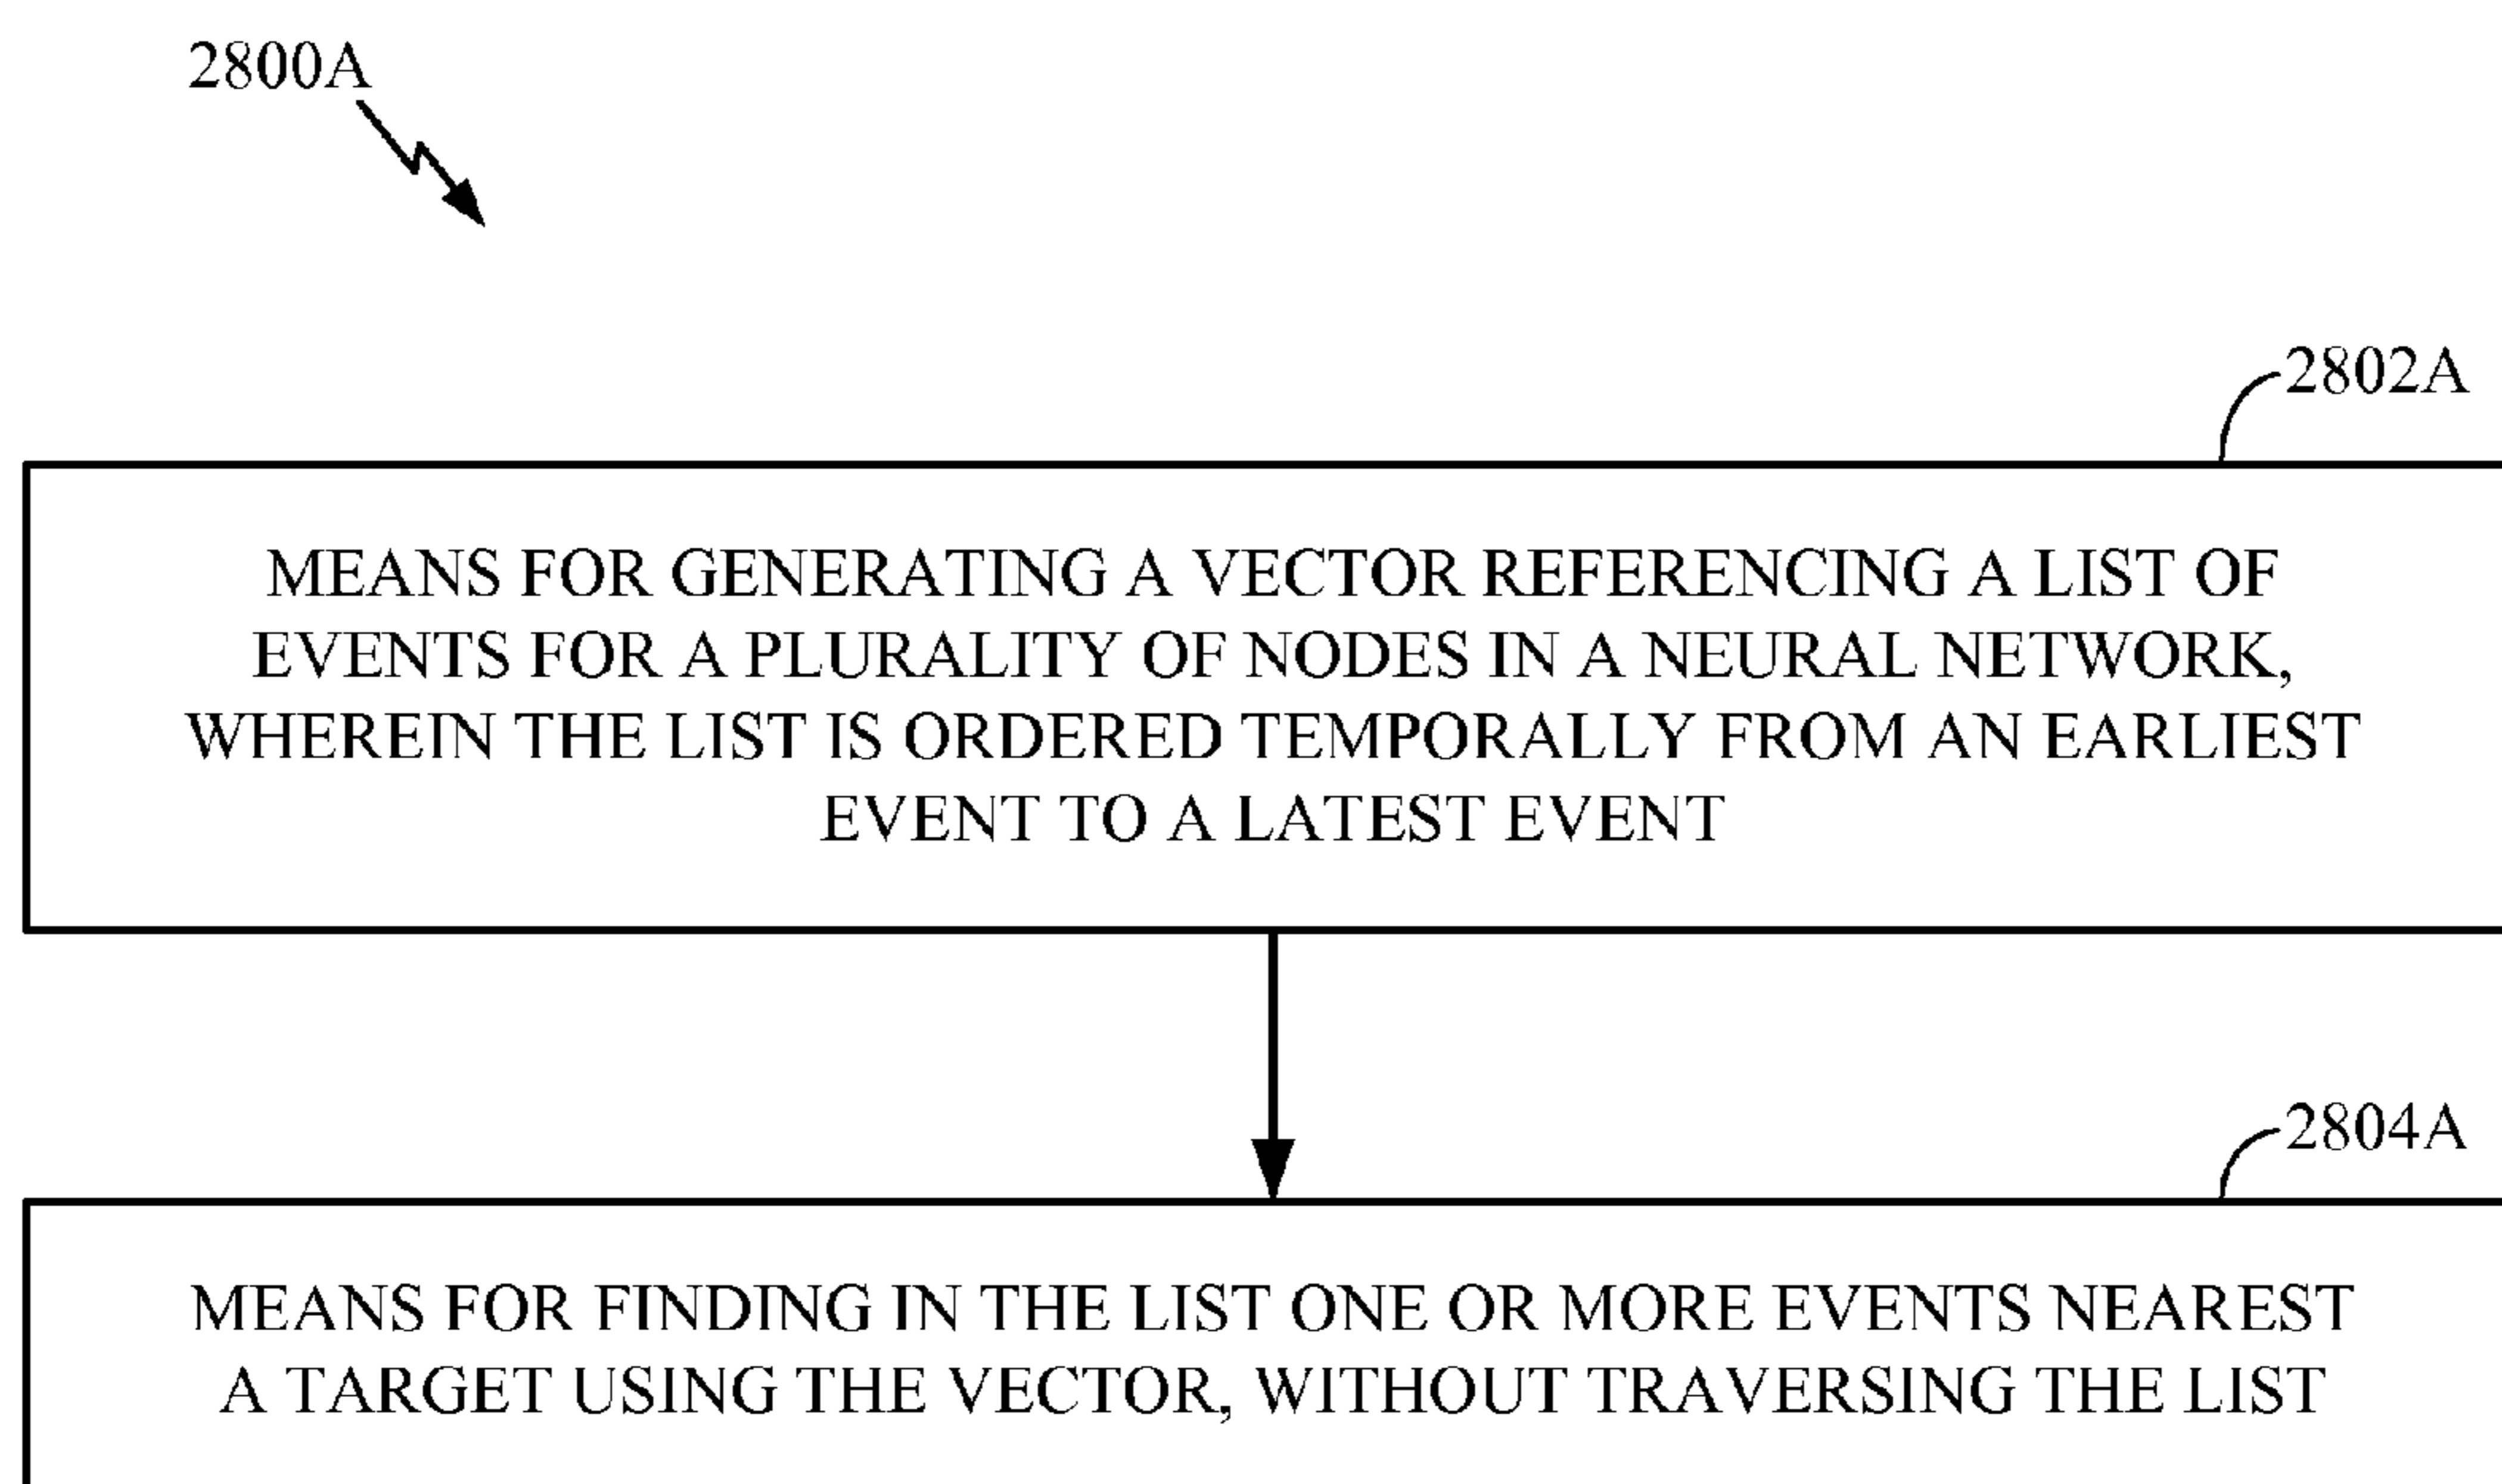 2800A
2802A
MEANS FOR GENERATING A VECTOR REFERENCING A LIST OF
EVENTS FOR A PLURALITY OF NODES IN A NEURAL NETWORK,
WHEREIN THE LIST IS ORDERED TEMPORALLY FROM AN EARLIEST
EVENT TO A LATEST EVENT
2804A
MEANS FOR FINDING IN THE LIST ONE OR MORE EVENTS NEAREST
A TARGET USING THE VECTOR, WITHOUT TRAVERSING THE LIST